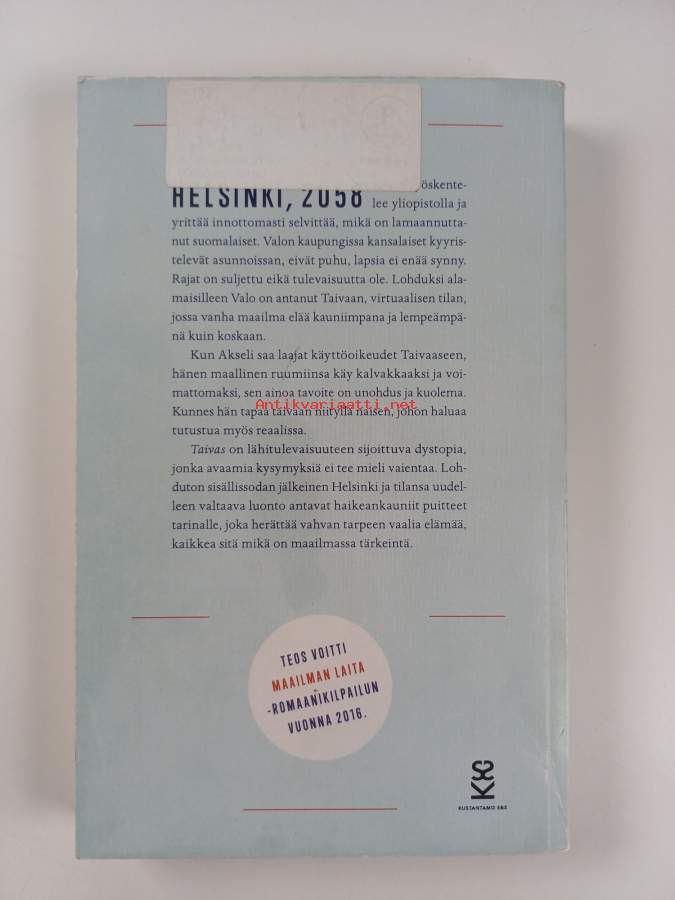 HELSINKI, 2058
öskente-
lee yliopistolla ja
yrittää innottomasti selvittää, mikä on lamaannutta-
nut suomalaiset. Valon kaupungissa kansalaiset kyyris-
televät asunnoissan, eivät puhu, lapsia ei enää synny.
Rajat on suljettu eikä tulevaisuutta ole. Lohduksi ala-
maisilleen Valo on antanut Taivaan, virtuaalisen tilan,
jossa vanha maailma elää kauniimpana ja lempeämpä-
nä kuin koskaan.
Kun Akseli saa laajat käyttöoikeudet Taivaaseen,
hänen maallinen ruumiinsa käy kalvakkaaksi ja voi-
mattomaksi, sen ainoa tavoite on unohdus ja kuolema.
Antikvariaatti.net
Kunnes hän tapaa taivaan niityllä naisen, johon haluaa
tutustua myös reaalissa.
Taivas on lähitulevaisuuteen sijoittuva dystopia,
jonka avaamia kysymyksiä ei tee mieli vaientaa. Loh-
duton sisällissodan jälkeinen Helsinki ja tilansa uudel-
leen valtaava luonto antavat haikeankauniit puitteet
tarinalle, joka herättää vahvan tarpeen vaalia elämää,
kaikkea sitä mikä on maailmassa tärkeintä.
TEOS VOITTI
MAAILMAN LAITA
-ROMAANIKILPAILUN
VUONNA 2016.
KUSTANTAMO S&S